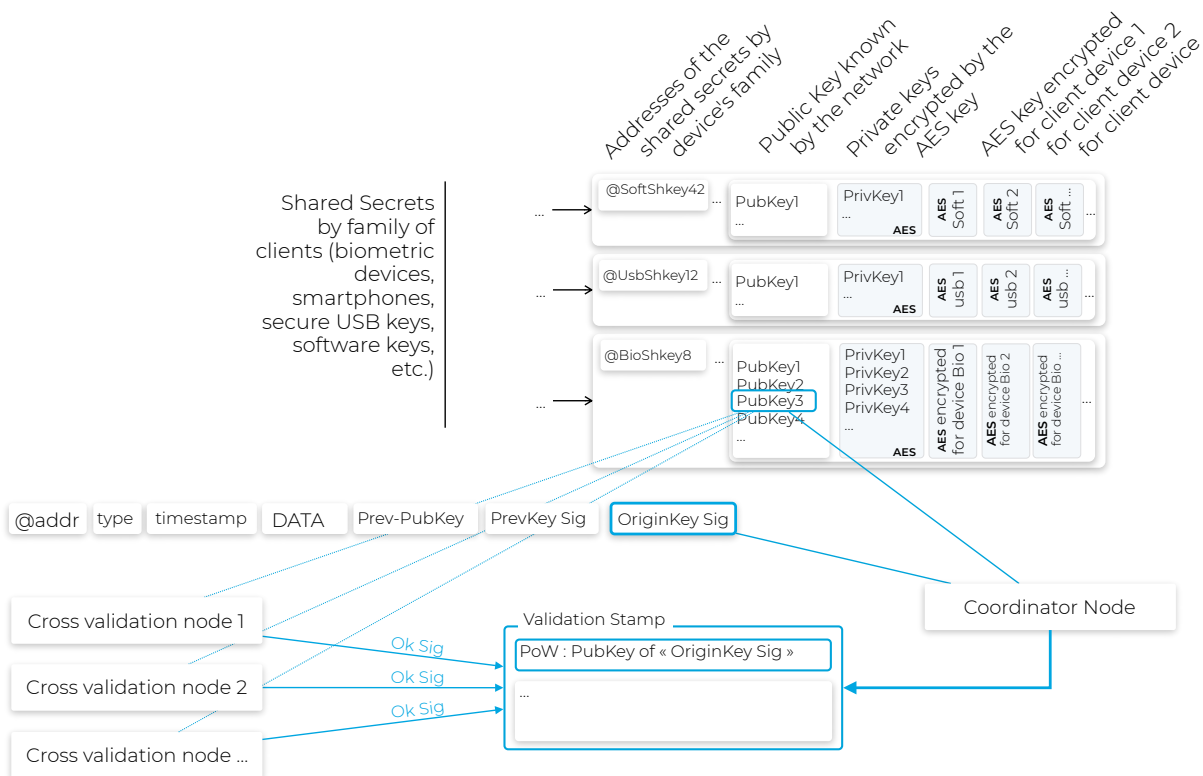 Addresses of the
shared secrets by
device's family
Public Key known
by the network
Private keys
encrypted by the
AES key
AES key encrypted
for client device 1
for client device 2
for client device
Shared Secrets
by family of
clients (biometric
devices,
smartphones,
secure USB keys,
software keys,
etc.)
...
@SoftShkey42
...
PubKey1
...
PrivKey1
...
AES
AES
Soft 1
AES
Soft 2
AES
Soft ...
...
...
@UsbShkey12
...
PubKey1
...
PrivKey1
...
AES
AES
usb 1
AES
usb 2
AES
usb ...
...
...
@BioShkey8
...
PubKey1
PubKey2
PubKey3
PubKey4
...
PrivKey1
PrivKey2
PrivKey3
PrivKey4
...
AES
AES encrypted
for device Bio 1
AES encrypted
for device Bio 2
AES encrypted
for device Bio ...
...
@addr
type
timestamp
DATA
Prev-PubKey
PrevKey Sig
OriginKey Sig
Coordinator Node
Cross validation node 1
Cross validation node 2
Cross validation node ...
Ok Sig
Ok Sig
Ok Sig
Validation Stamp
PoW : PubKey of « OriginKey Sig »
...